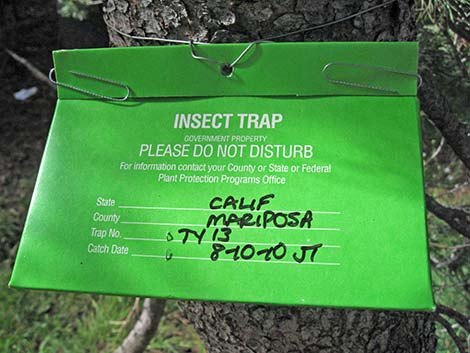 INSECT TRAP
GOVERNMENT PROPERTY
PLEASE DO NOT DISTURB
For information contact your County or State or Federal
Plant Protection Programs Office
State CALIF
County MARIPOSA
Trap No. TY 13
Catch Date 8-10-10 JT